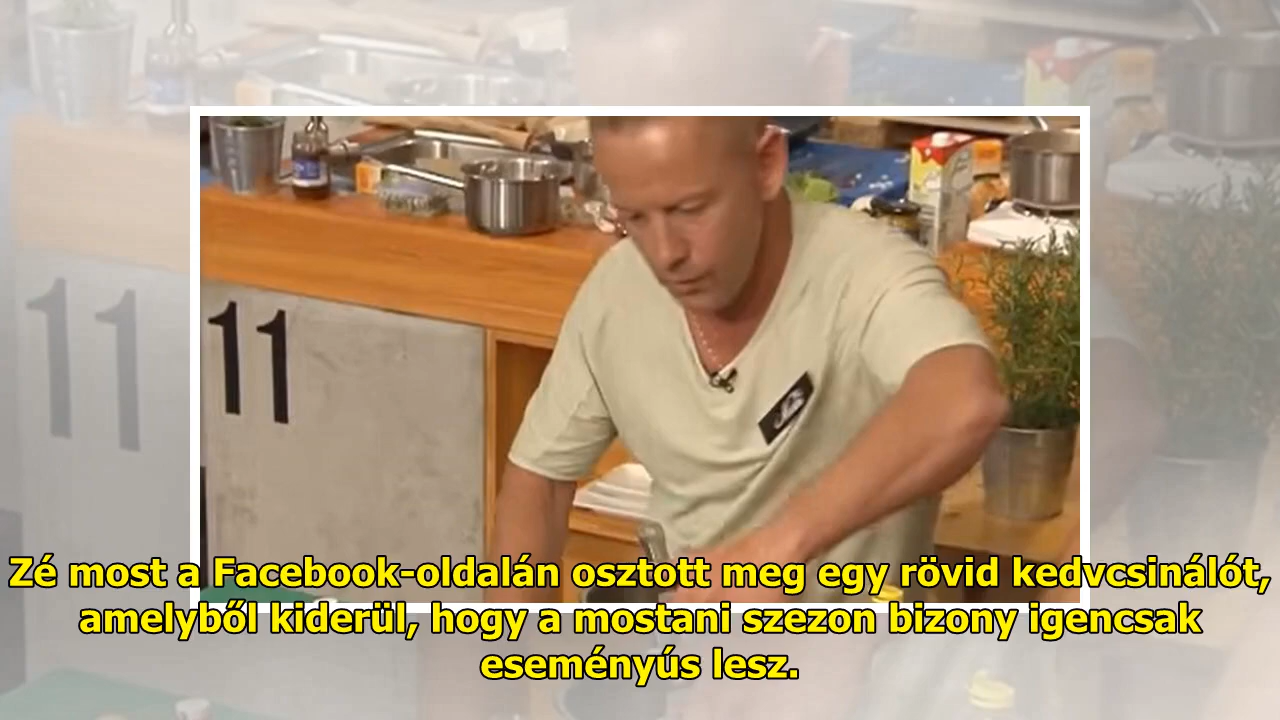 11
11
Zé most a Facebook-oldalán osztott meg egy rövid kedvcsinálót,
amelyből kiderül, hogy a mostani szezon bizony igencsak
eseményús lesz.